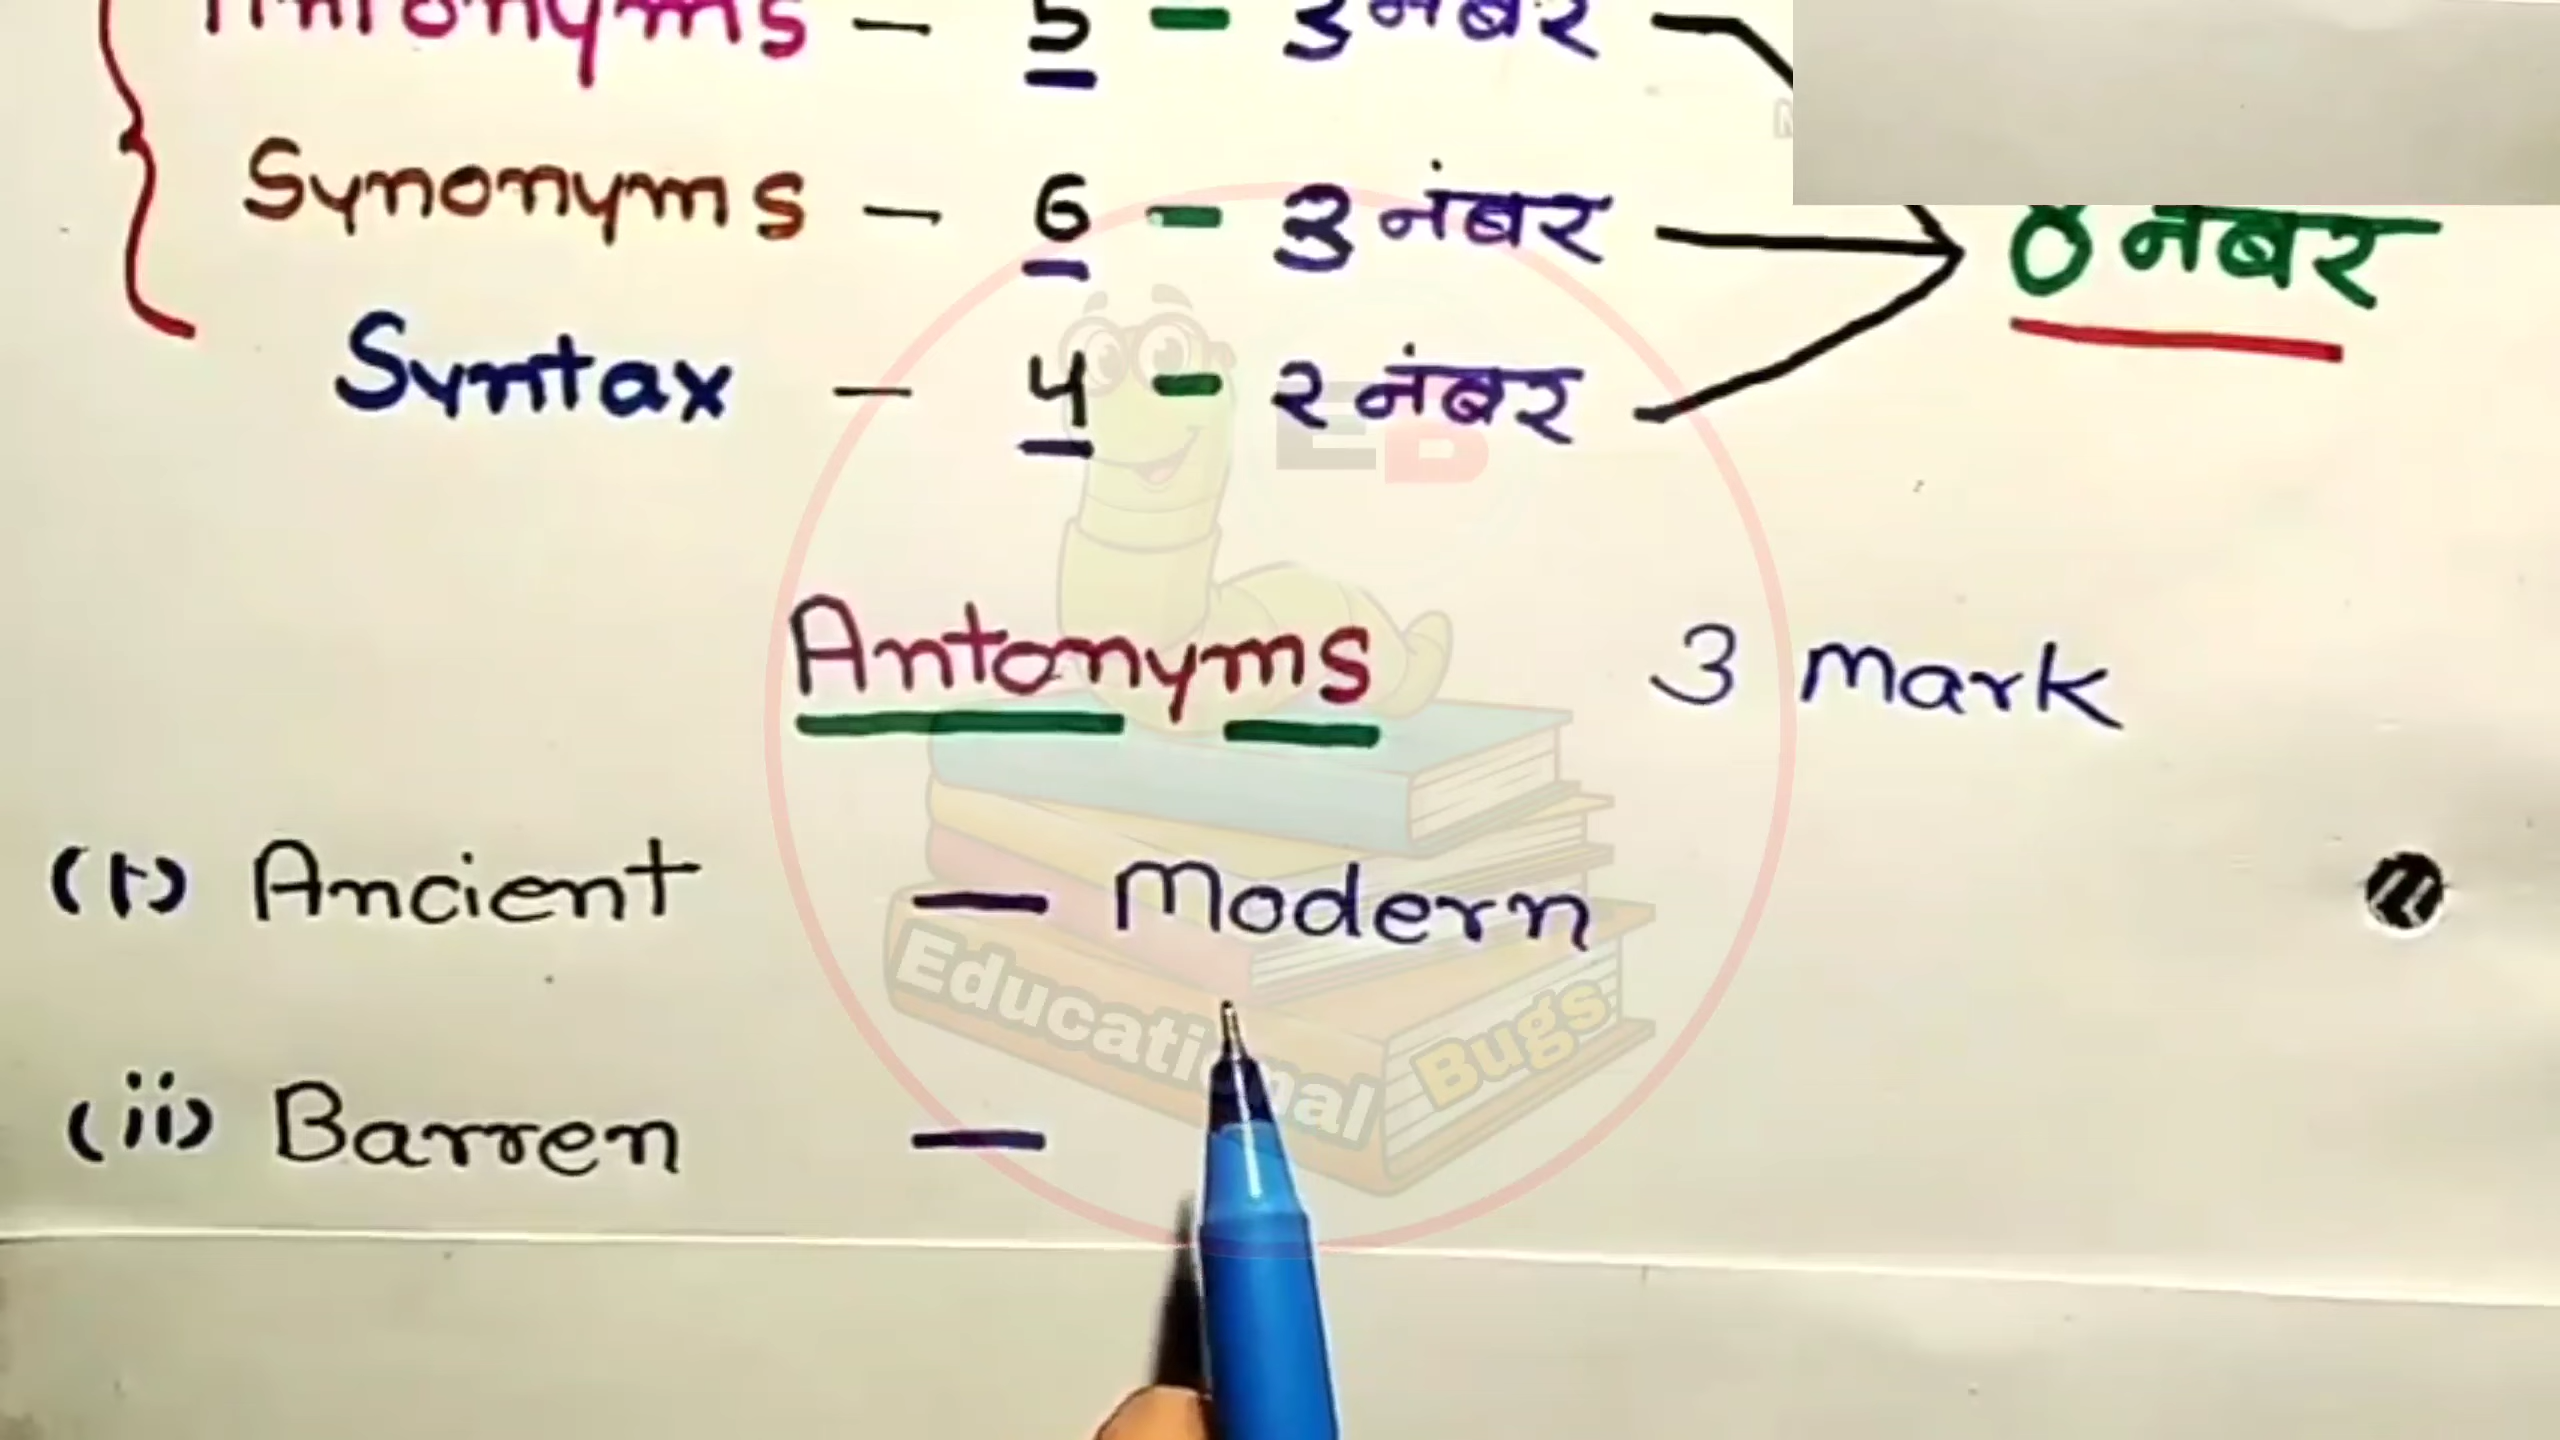 Antonyms - 5 - 3 नंबर
Synonyms - 6 - 3 नंबर
8 नंबर
Syntax - 4 - २ नंबर
EB
Antonyms 3 Mark
(i) Ancient - Modern
Educational Bugs
(ii) Barren -